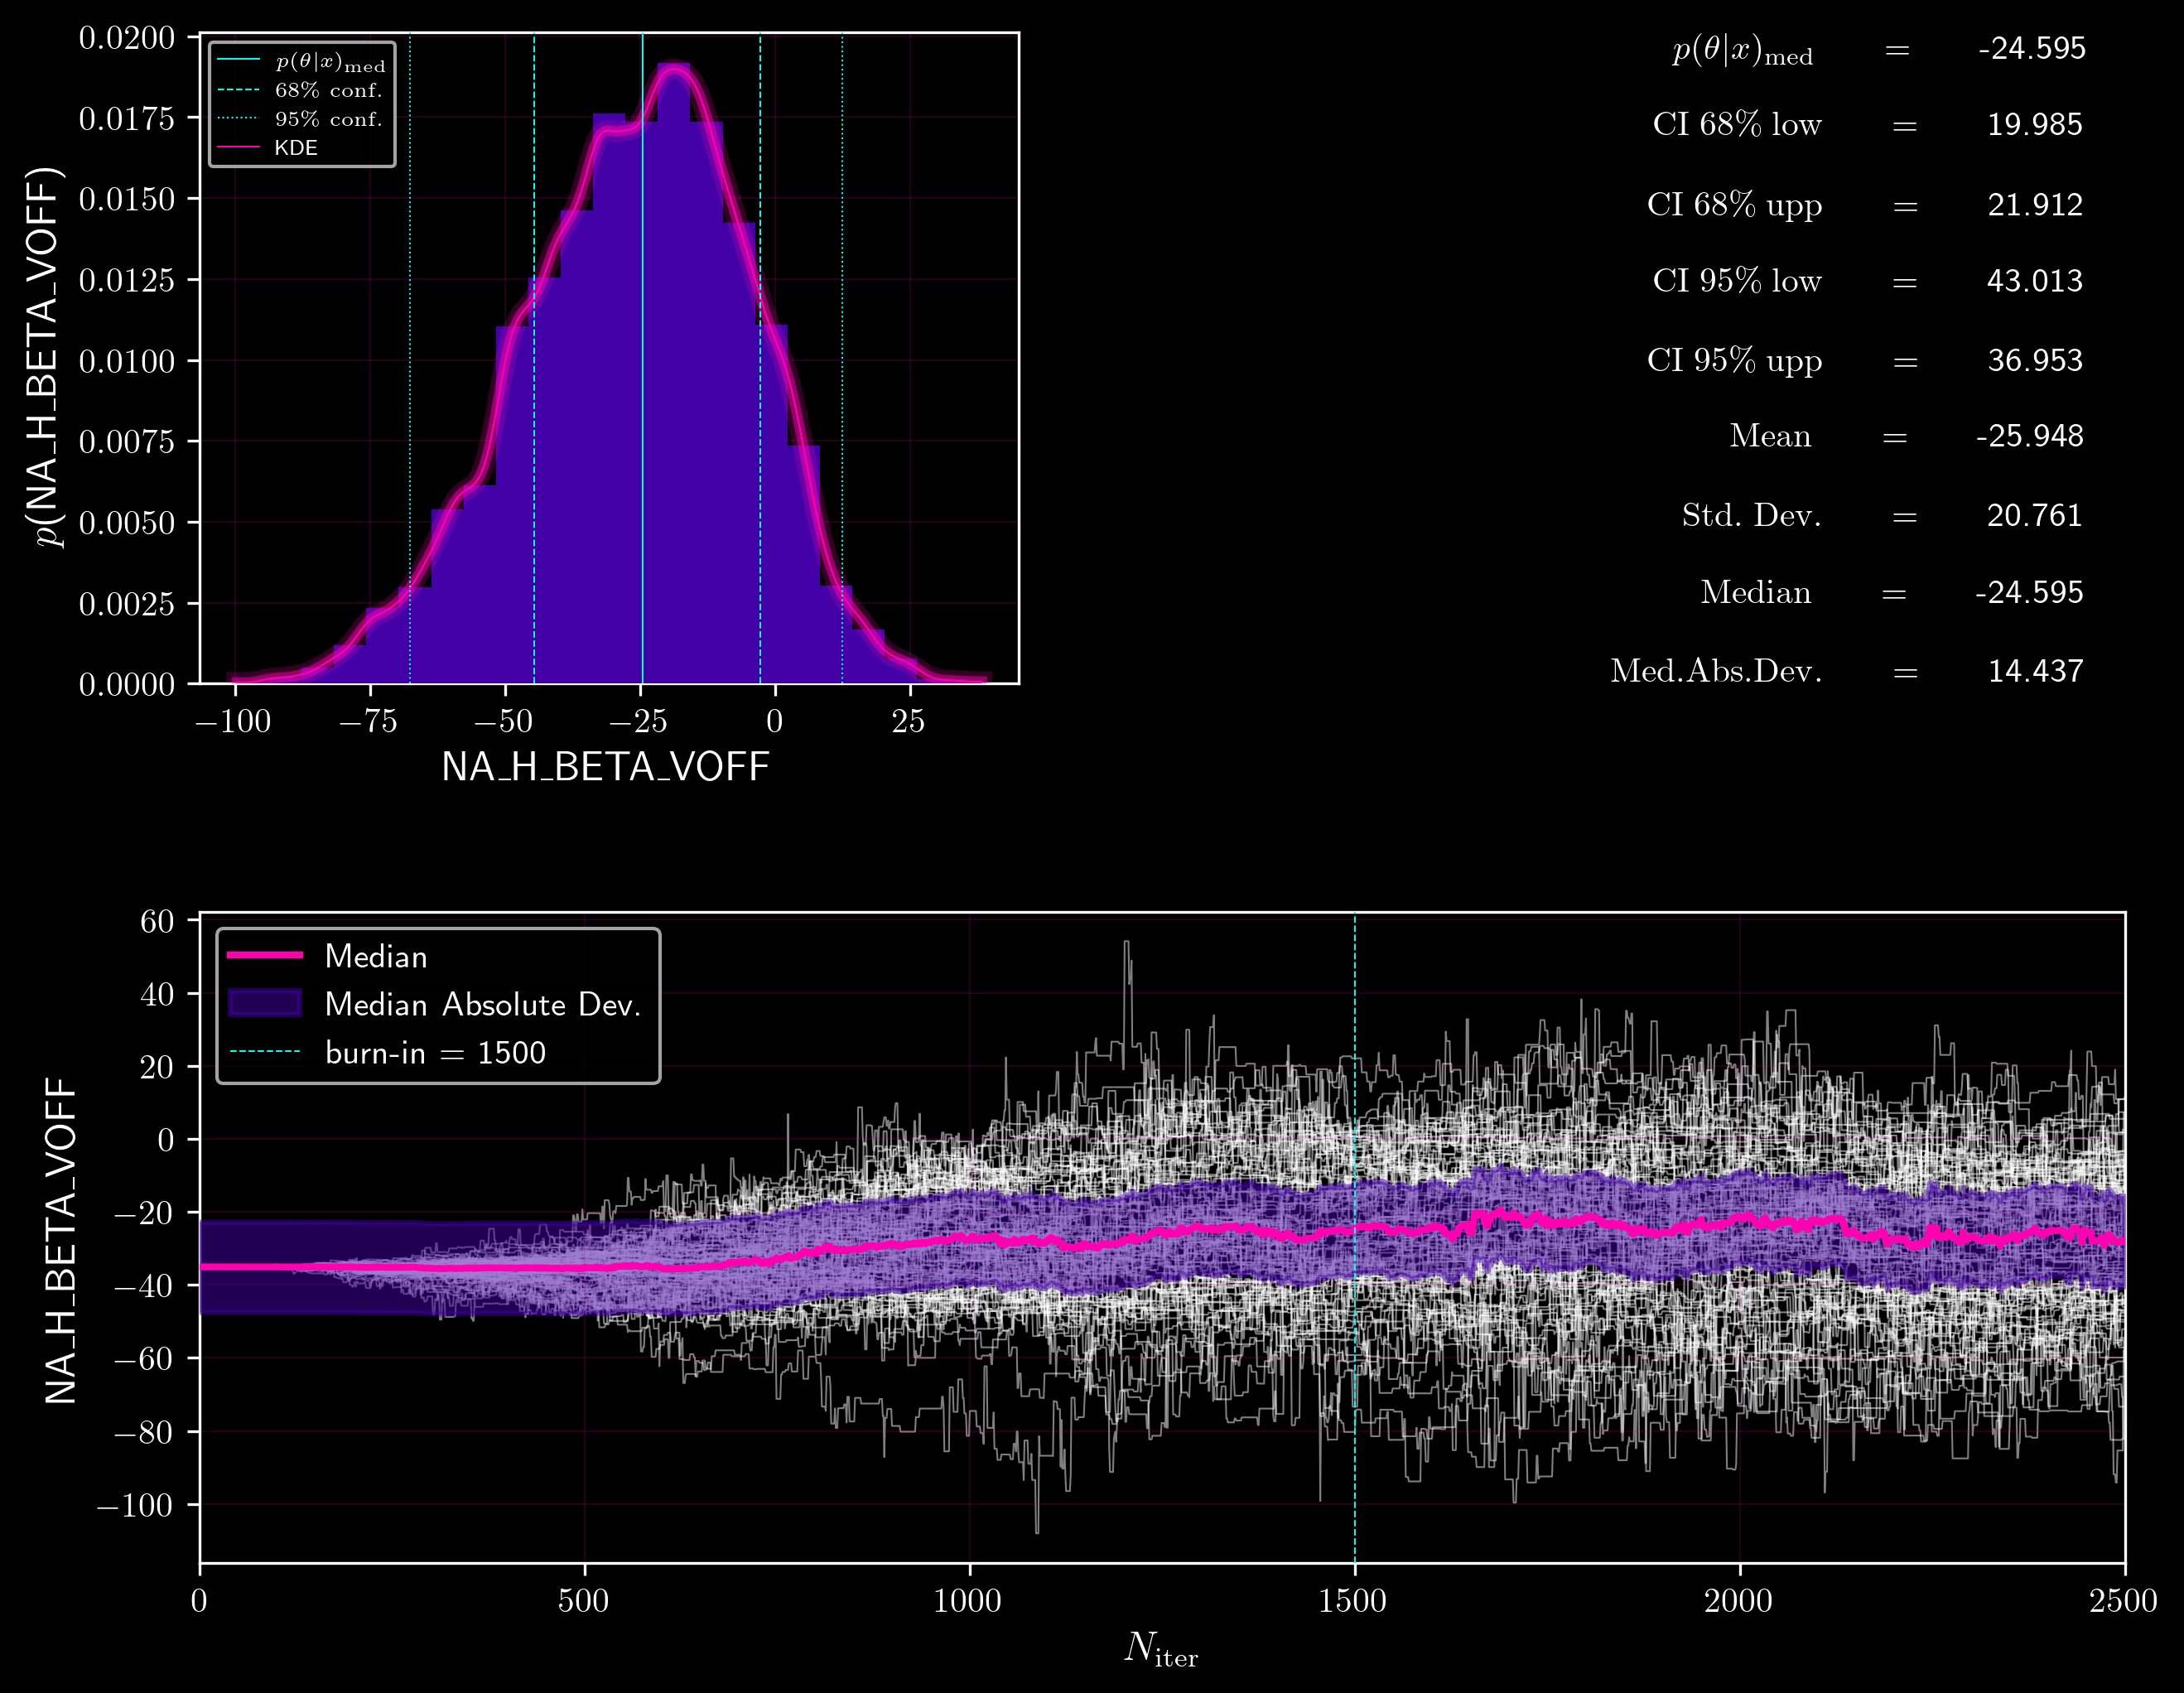 0.0200
0.0175
0.0150
0.0125
0.0100
0.0075
0.0050
0.0025
0.0000
p(NA_H_BETA_VOFF)
p(θ|x)med
68% conf.
95% conf.
KDE
−100 −75 −50 −25 0 25
NA_H_BETA_VOFF
p(θ|x)med = -24.595
CI 68% low = 19.985
CI 68% upp = 21.912
CI 95% low = 43.013
CI 95% upp = 36.953
Mean = -25.948
Std. Dev. = 20.761
Median = -24.595
Med.Abs.Dev. = 14.437
60
40
20
0
−20
−40
−60
−80
−100
NA_H_BETA_VOFF
Median
Median Absolute Dev.
burn-in = 1500
0 500 1000 1500 2000 2500
Niter